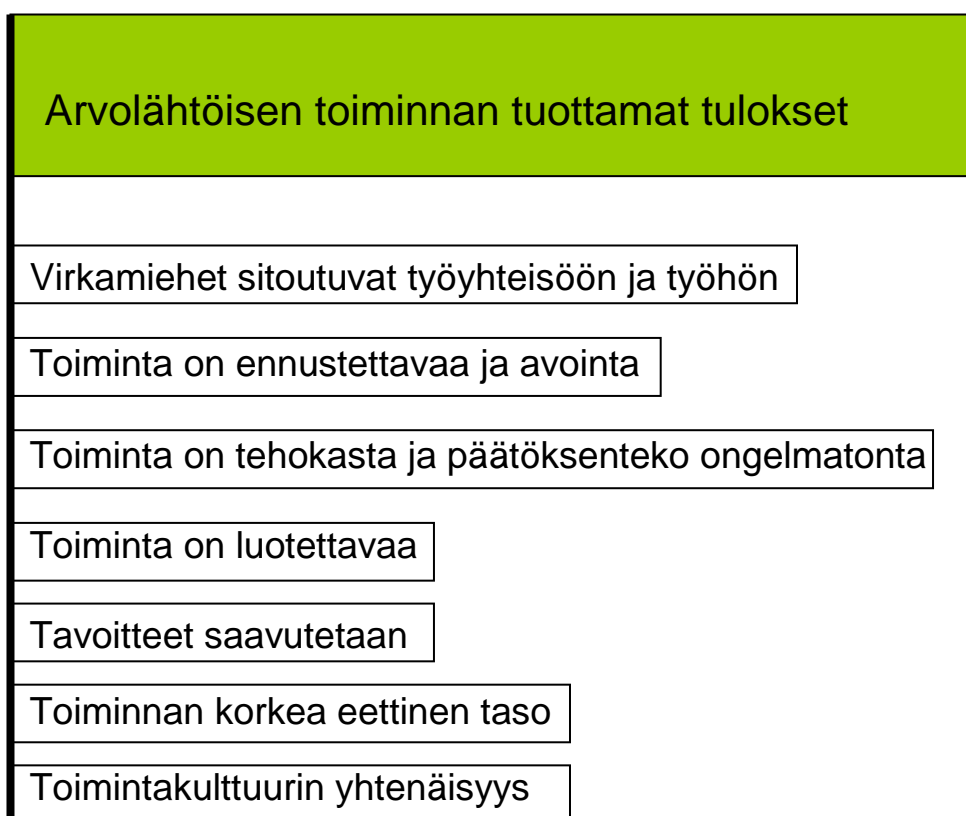 Arvolähtöisen toiminnan tuottamat tulokset
Virkamiehet sitoutuvat työyhteisöön ja työhön
Toiminta on ennustettavaa ja avointa
Toiminta on tehokasta ja päätöksenteko ongelmatonta
Toiminta on luotettavaa
Tavoitteet saavutetaan
Toiminnan korkea eettinen taso
Toimintakulttuurin yhtenäisyys